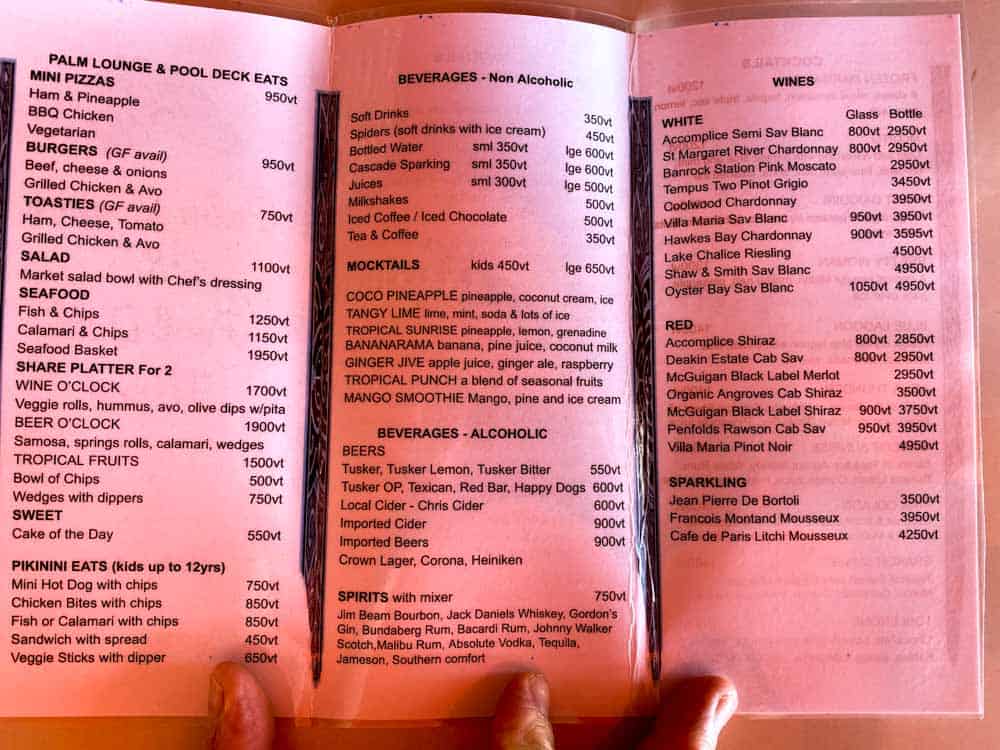 PALM LOUNGE & POOL DECK EATS
MINI PIZZAS 950vt
Ham & Pineapple
BBQ Chicken
Vegetarian
BURGERS (GF avail) 950vt
Beef, cheese & onions
Grilled Chicken & Avo
TOASTIES (GF avail) 750vt
Ham, Cheese, Tomato
Grilled Chicken & Avo
SALAD 1100vt
Market salad bowl with Chef's dressing
SEAFOOD
Fish & Chips 1250vt
Calamari & Chips 1150vt
Seafood Basket 1950vt
SHARE PLATTER For 2
WINE O'CLOCK 1700vt
Veggie rolls, hummus, avo, olive dips w/pita
BEER O'CLOCK 1900vt
Samosa, springs rolls, calamari, wedges
TROPICAL FRUITS 1500vt
Bowl of Chips 500vt
Wedges with dippers 750vt
SWEET
Cake of the Day 550vt
PIKININI EATS (kids up to 12yrs)
Mini Hot Dog with chips 750vt
Chicken Bites with chips 850vt
Fish or Calamari with chips 850vt
Sandwich with spread 450vt
Veggie Sticks with dipper 650vt
BEVERAGES - Non Alcoholic
Soft Drinks 350vt
Spiders (soft drinks with ice cream) 450vt
Bottled Water sml 350vt lge 600vt
Cascade Sparking sml 350vt lge 600vt
Juices sml 300vt lge 500vt
Milkshakes 500vt
Iced Coffee / Iced Chocolate 500vt
Tea & Coffee 350vt
MOCKTAILS kids 450vt lge 650vt
COCO PINEAPPLE pineapple, coconut cream, ice
TANGY LIME lime, mint, soda & lots of ice
TROPICAL SUNRISE pineapple, lemon, grenadine
BANANARAMA banana, pine juice, coconut milk
GINGER JIVE apple juice, ginger ale, raspberry
TROPICAL PUNCH a blend of seasonal fruits
MANGO SMOOTHIE Mango, pine and ice cream
BEVERAGES - ALCOHOLIC
BEERS
Tusker, Tusker Lemon, Tusker Bitter 550vt
Tusker OP, Texican, Red Bar, Happy Dogs 600vt
Local Cider - Chris Cider 600vt
Imported Cider 900vt
Imported Beers 900vt
Crown Lager, Corona, Heiniken
SPIRITS with mixer 750vt
Jim Beam Bourbon, Jack Daniels Whiskey, Gordon's
Gin, Bundaberg Rum, Bacardi Rum, Johnny Walker
Scotch,Malibu Rum, Absolute Vodka, Tequila,
Jameson, Southern comfort
WINES
WHITE Glass Bottle
Accomplice Semi Sav Blanc 800vt 2950vt
St Margaret River Chardonnay 800vt 2950vt
Banrock Station Pink Moscato 2950vt
Tempus Two Pinot Grigio 3450vt
Coolwood Chardonnay 3950vt
Villa Maria Sav Blanc 950vt 3950vt
Hawkes Bay Chardonnay 900vt 3595vt
Lake Chalice Riesling 4500vt
Shaw & Smith Sav Blanc 4950vt
Oyster Bay Sav Blanc 1050vt 4950vt
RED
Accomplice Shiraz 800vt 2850vt
Deakin Estate Cab Sav 800vt 2950vt
McGuigan Black Label Merlot 2950vt
Organic Angroves Cab Shiraz 3500vt
McGuigan Black Label Shiraz 900vt 3750vt
Penfolds Rawson Cab Sav 950vt 3950vt
Villa Maria Pinot Noir 4950vt
SPARKLING
Jean Pierre De Bortoli 3500vt
Francois Montand Mousseux 3950vt
Cafe de Paris Litchi Mousseux 4250vt